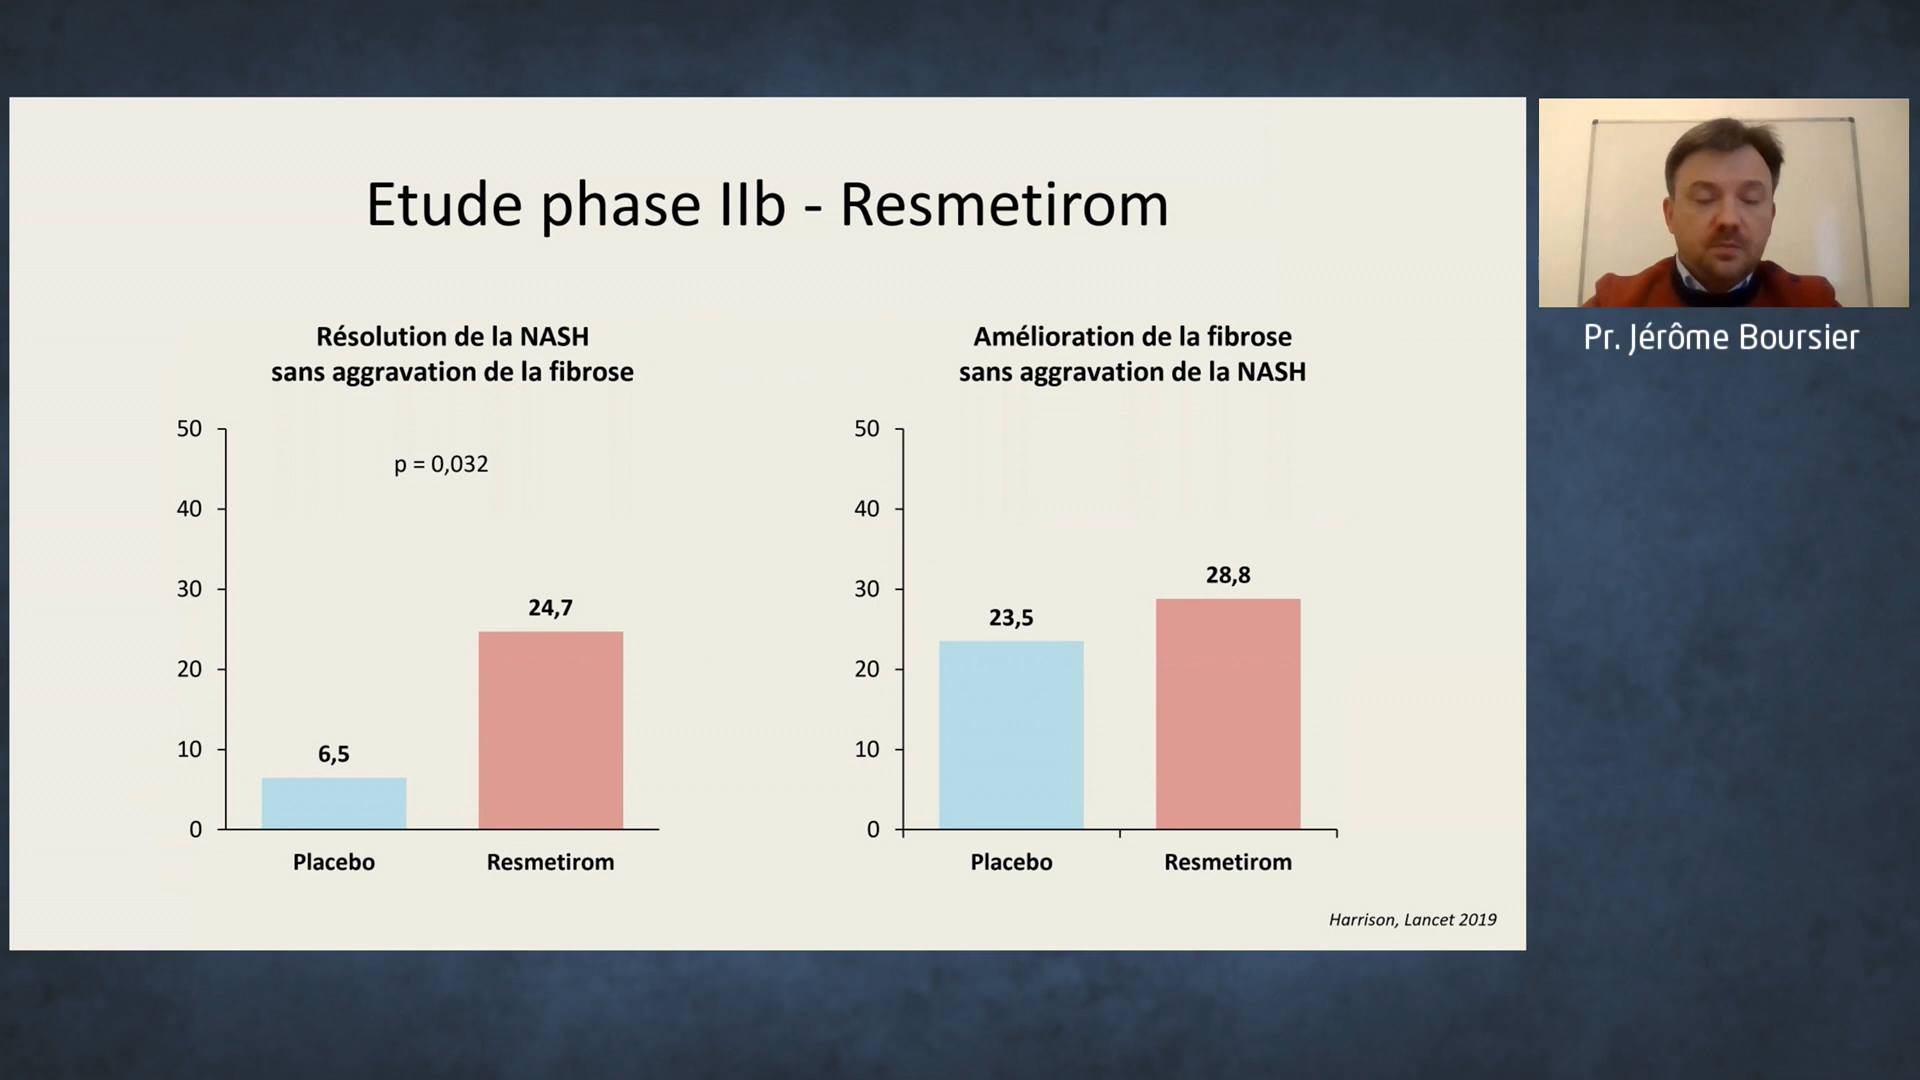 Etude phase IIb - Resmetirom
Résolution de la NASH
sans aggravation de la fibrose
50
40
30
20
10
0
p = 0,032
6,5
24,7
Placebo
Resmetirom
Amélioration de la fibrose
sans aggravation de la NASH
50
40
30
20
10
0
23,5
28,8
Placebo
Resmetirom
Harrison, Lancet 2019
Pr. Jérôme Boursier